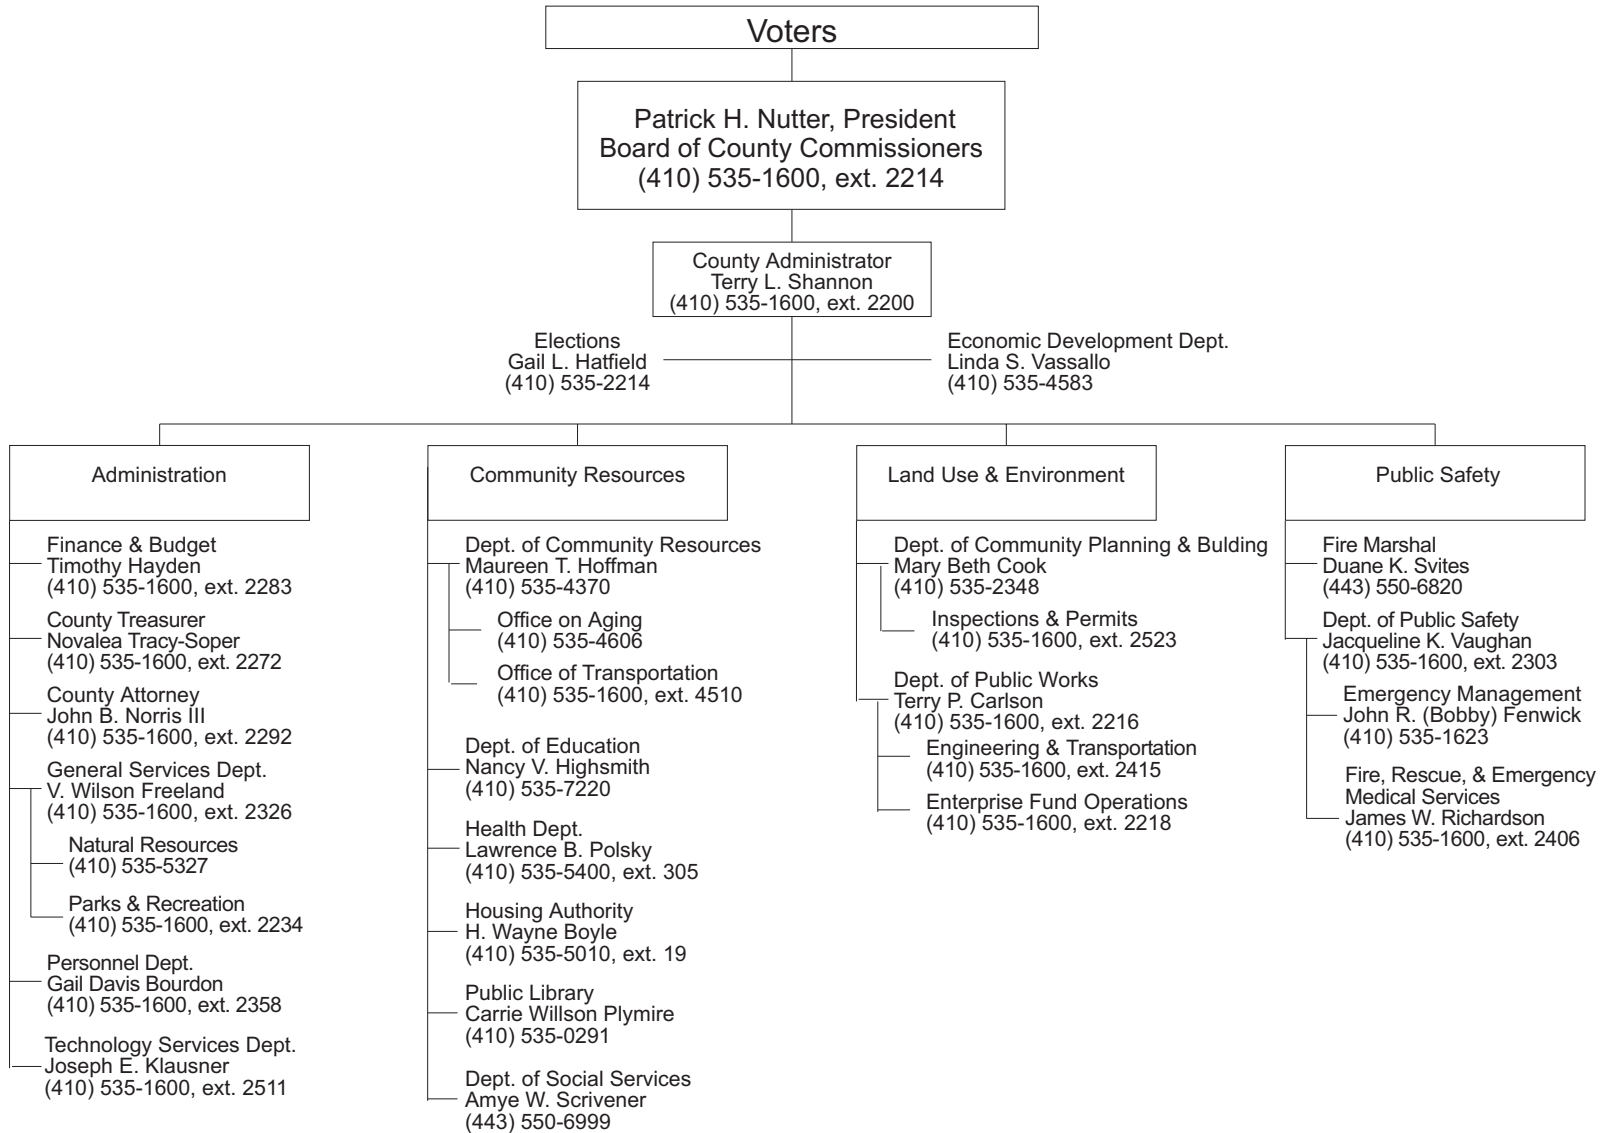 Voters
Patrick H. Nutter, President
Board of County Commissioners
(410) 535-1600, ext. 2214
County Administrator
Terry L. Shannon
(410) 535-1600, ext. 2200
Elections
Gail L. Hatfield
(410) 535-2214
Economic Development Dept.
Linda S. Vassallo
(410) 535-4583
Administration
Finance & Budget
Timothy Hayden
(410) 535-1600, ext. 2283
County Treasurer
Novalea Tracy-Soper
(410) 535-1600, ext. 2272
County Attorney
John B. Norris III
(410) 535-1600, ext. 2292
General Services Dept.
V. Wilson Freeland
(410) 535-1600, ext. 2326
Natural Resources
(410) 535-5327
Parks & Recreation
(410) 535-1600, ext. 2234
Personnel Dept.
Gail Davis Bourdon
(410) 535-1600, ext. 2358
Technology Services Dept.
Joseph E. Klausner
(410) 535-1600, ext. 2511
Community Resources
Dept. of Community Resources
Maureen T. Hoffman
(410) 535-4370
Office on Aging
(410) 535-4606
Office of Transportation
(410) 535-1600, ext. 4510
Dept. of Education
Nancy V. Highsmith
(410) 535-7220
Health Dept.
Lawrence B. Polsky
(410) 535-5400, ext. 305
Housing Authority
H. Wayne Boyle
(410) 535-5010, ext. 19
Public Library
Carrie Willson Plymire
(410) 535-0291
Dept. of Social Services
Amye W. Scrivener
(443) 550-6999
Land Use & Environment
Dept. of Community Planning & Bulding
Mary Beth Cook
(410) 535-2348
Inspections & Permits
(410) 535-1600, ext. 2523
Dept. of Public Works
Terry P. Carlson
(410) 535-1600, ext. 2216
Engineering & Transportation
(410) 535-1600, ext. 2415
Enterprise Fund Operations
(410) 535-1600, ext. 2218
Public Safety
Fire Marshal
Duane K. Svites
(443) 550-6820
Dept. of Public Safety
Jacqueline K. Vaughan
(410) 535-1600, ext. 2303
Emergency Management
John R. (Bobby) Fenwick
(410) 535-1623
Fire, Rescue, & Emergency
Medical Services
James W. Richardson
(410) 535-1600, ext. 2406